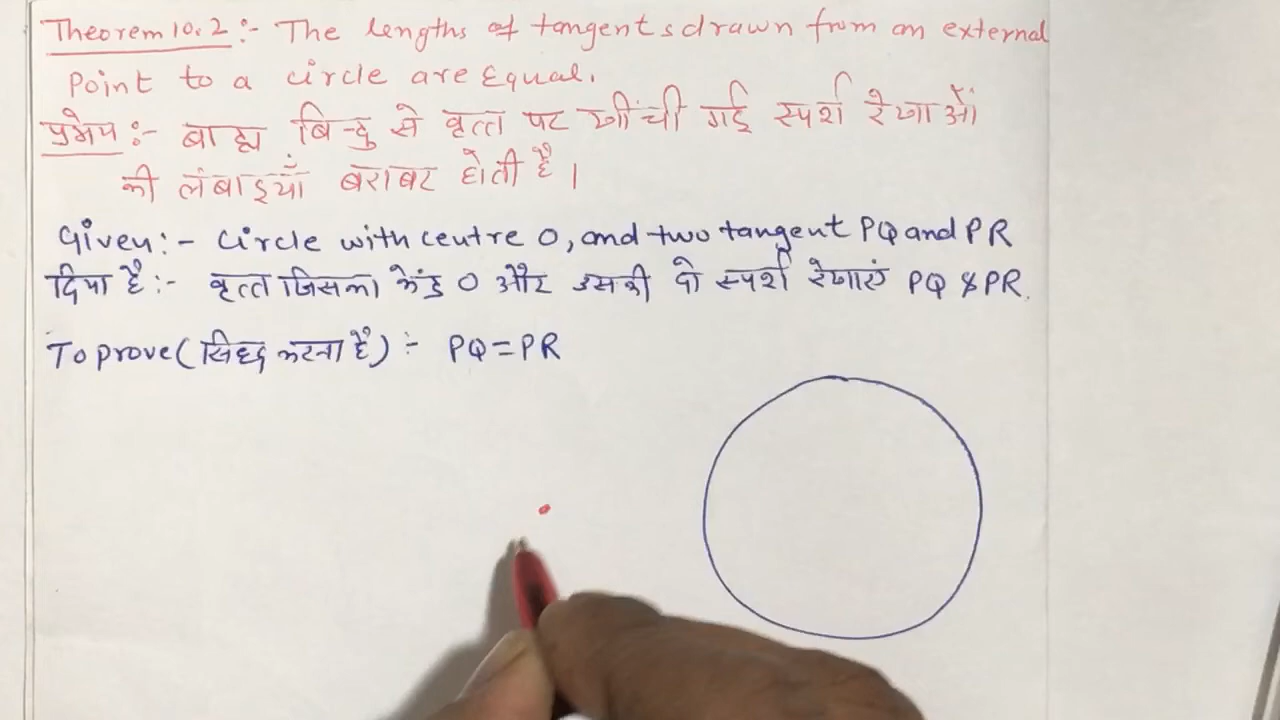 Theorem 10.2 :- The lengths of tangents drawn from an external
Point to a circle are Equal.
प्रमेय :- बाह्य बिन्दु से वृत्त पर खींची गई स्पर्श रेखाओं
की लंबाइयाँ बराबर होती है ।
Given :- Circle with centre O, and two tangent PQ and PR
दिया है :- वृत्त जिसका केंद्र O और उसकी दो स्पर्श रेखाएं PQ & PR.
To prove (सिद्ध करना है) :- PQ = PR